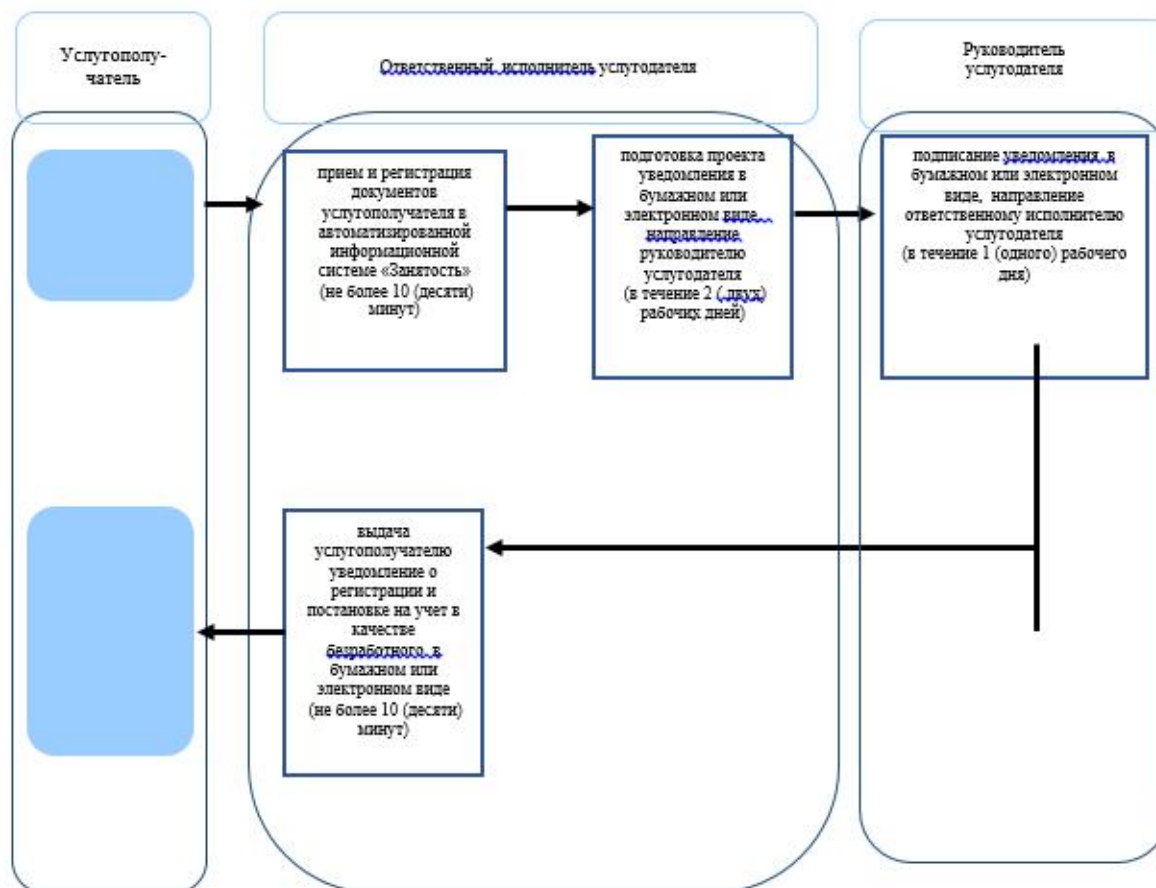 Услугополу-
чатель
Ответственный исполнитель услугодателя
Руководитель
услугодателя
прием и регистрация
документов
услугополучателя в
автоматизированной
информационной
системе «Занятость»
(не более 10 (десяти)
минут)
подготовка проекта
уведомления в
бумажном или
электронном виде,
направление
руководителю
услугодателя
(в течение 2 ( двух)
рабочих дней)
подписание уведомления в
бумажном или электронном
виде, направление
ответственному исполнителю
услугодателя
(в течение 1 (одного) рабочего
дня)
выдача
услугополучателю
уведомление о
регистрации и
постановке на учет в
качестве
безработного в
бумажном или
электронном виде
(не более 10 (десяти)
минут)